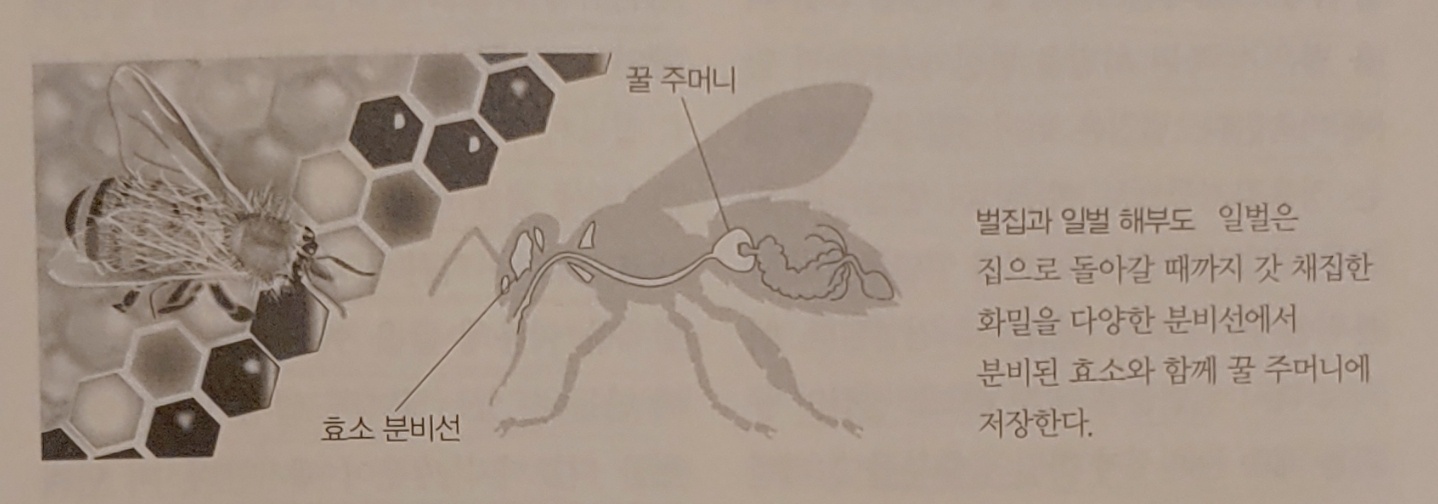 꿀 주머니
효소 분비선
벌집과 일벌 해부도 일벌은
집으로 돌아갈 때까지 갓 채집한
화밀을 다양한 분비선에서
분비된 효소와 함께 꿀 주머니에
저장한다.